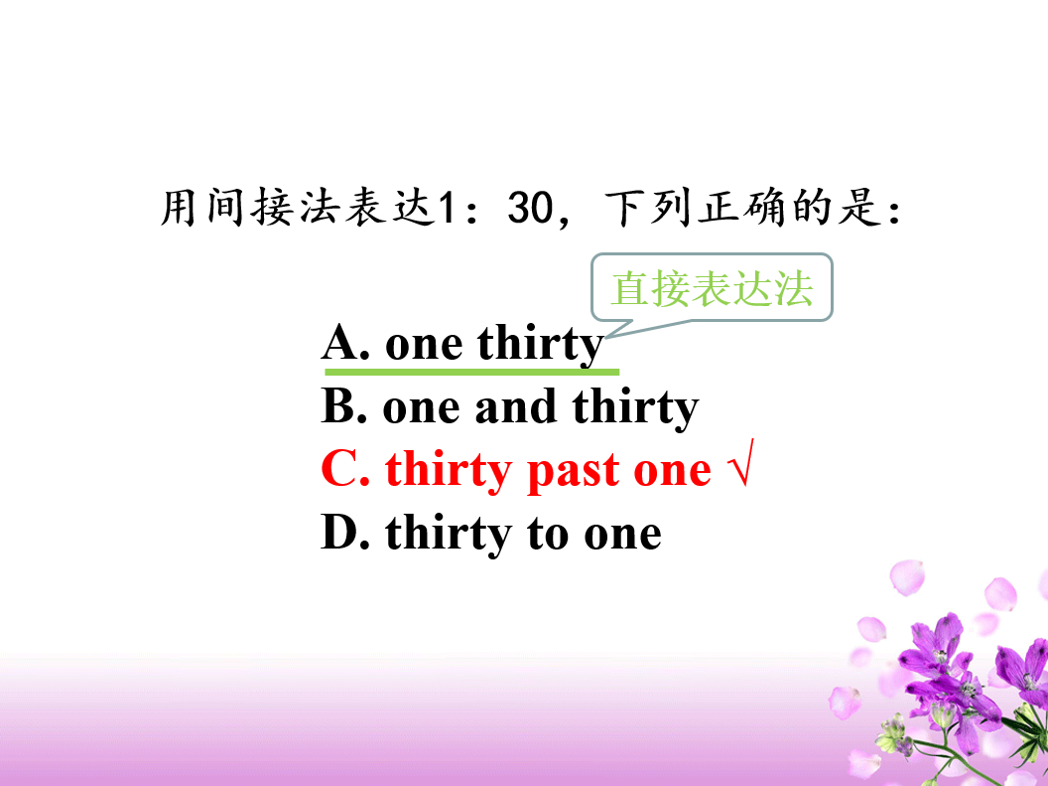 用间接法表达1：30，下列正确的是：
直接表达法
A. one thirty
B. one and thirty
C. thirty past one √
D. thirty to one